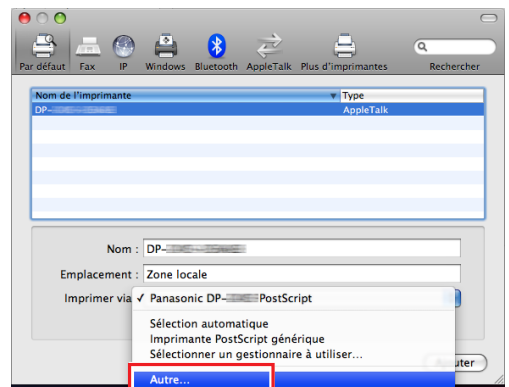 Par défaut Fax IP Windows Bluetooth AppleTalk Plus d'imprimantes Rechercher
Nom de l'imprimante Type
DP- AppleTalk
Nom : DP-
Emplacement : Zone locale
Imprimer via ✓ Panasonic DP- PostScript
Sélection automatique
Imprimante PostScript générique
Sélectionner un gestionnaire à utiliser...
Autre...
uter